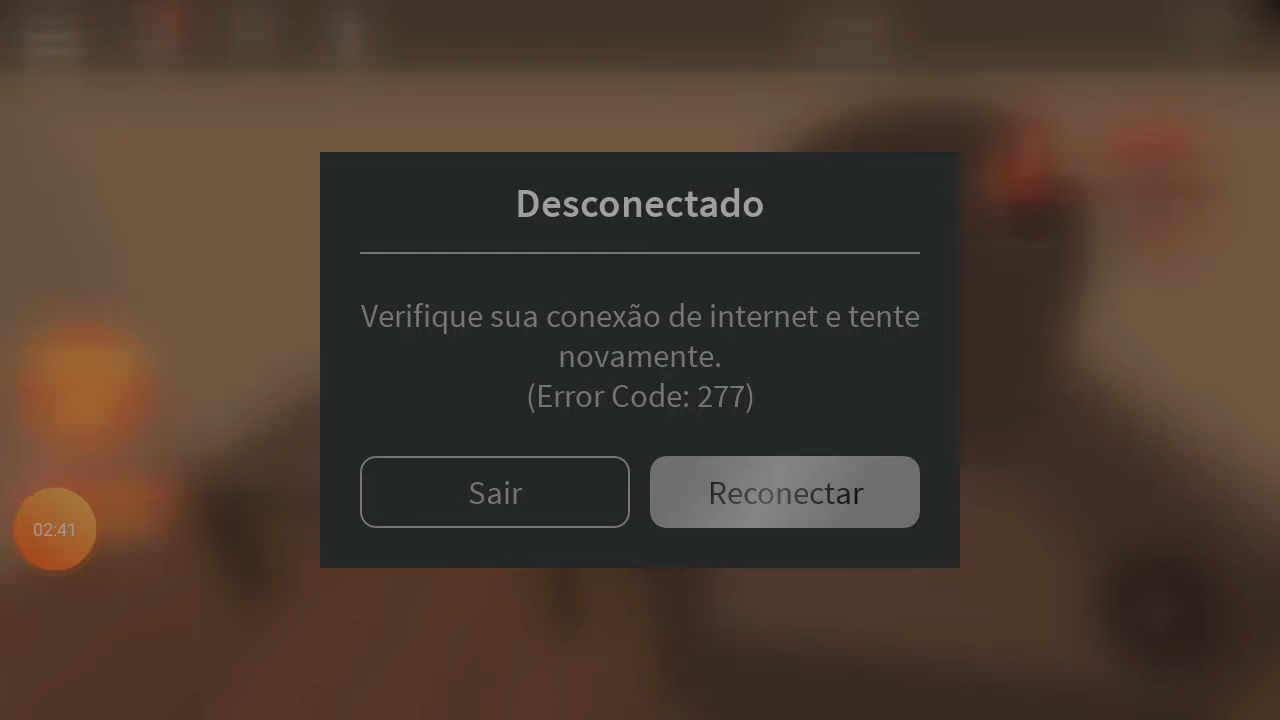 Desconectado
Verifique sua conexão de internet e tente
novamente.
(Error Code: 277)
Sair
Reconectar
02:41